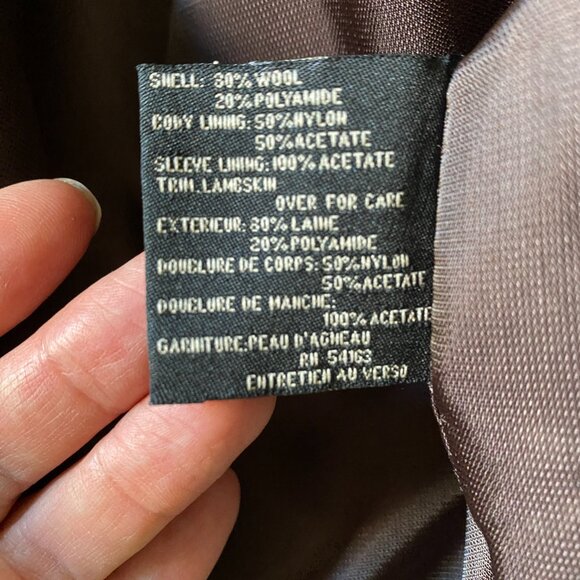 SHELL: 80% WOOL
20% POLYAMIDE
BODY LINING: 50% NYLON
50% ACETATE
SLEEVE LINING: 100% ACETATE
TRIM. LAMBSKIN
OVER FOR CARE
EXTERIEUR: 80% LAINE
20% POLYAMIDE
DOUBLURE DE CORPS: 50% NYLON
50% ACETATE
DOUBLURE DE MANCHE:
100% ACETATE
GARNITURE. PEAU D'AGNEAU
RN 54163
ENTRETIEN AU VERSO